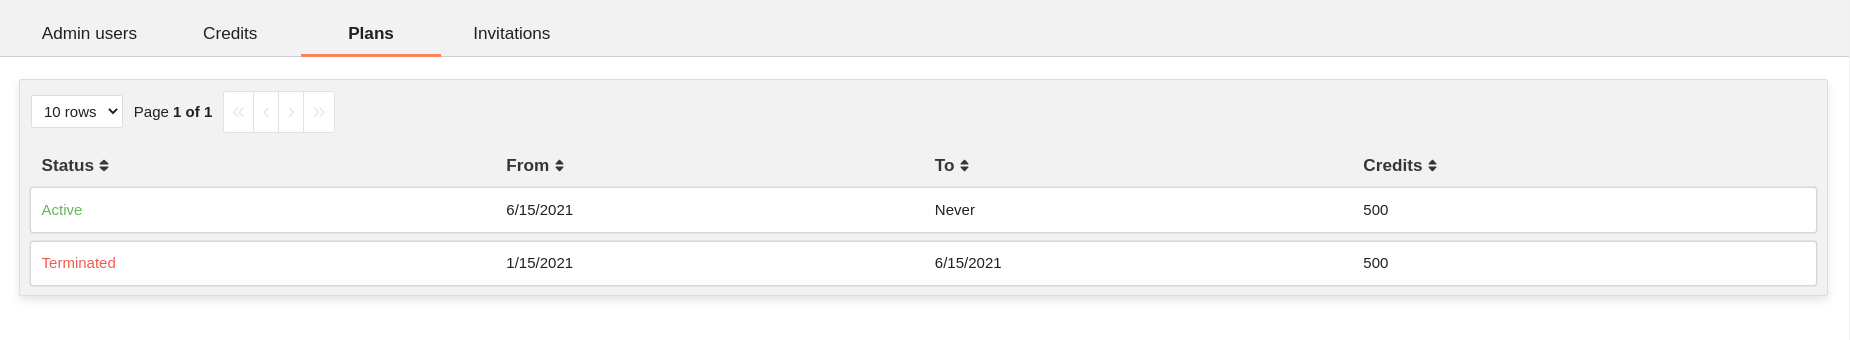 Admin users Credits Plans Invitations
10 rows Page 1 of 1 « ‹ › »
Status From To Credits
Active 6/15/2021 Never 500
Terminated 1/15/2021 6/15/2021 500